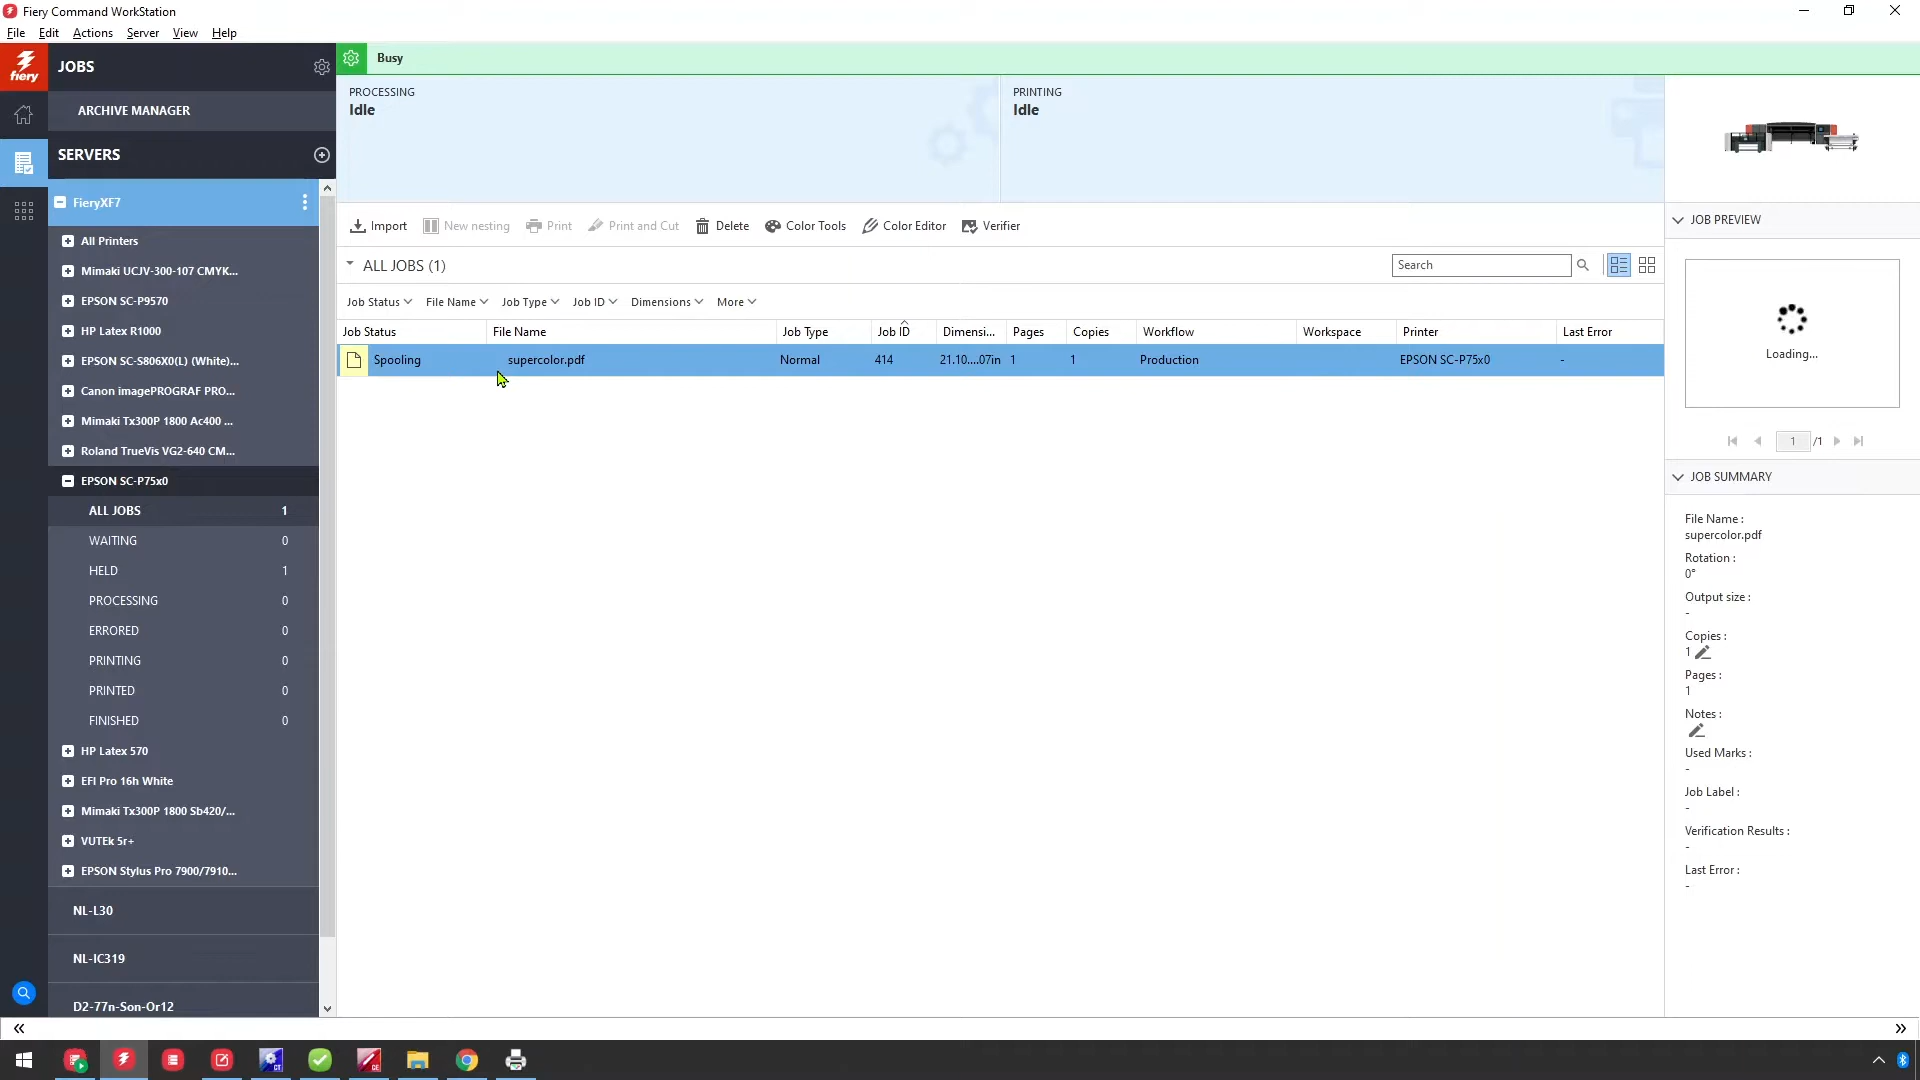 Fiery Command WorkStation
File Edit Actions Server View Help
fiery
JOBS
ARCHIVE MANAGER
SERVERS
FieryXF7
All Printers
Mimaki UCJV-300-107 CMYK...
EPSON SC-P9570
HP Latex R1000
EPSON SC-S806X0(L) (White)...
Canon imagePROGRAF PRO...
Mimaki Tx300P 1800 Ac400 ...
Roland TrueVis VG2-640 CM...
EPSON SC-P75x0
ALL JOBS 1
WAITING 0
HELD 1
PROCESSING 0
ERRORED 0
PRINTING 0
PRINTED 0
FINISHED 0
HP Latex 570
EFI Pro 16h White
Mimaki Tx300P 1800 Sb420/...
VUTEk 5r+
EPSON Stylus Pro 7900/7910...
NL-L30
NL-IC319
D2-77n-Son-Or12
Busy
PROCESSING
Idle
PRINTING
Idle
Import New nesting Print Print and Cut Delete Color Tools Color Editor Verifier
ALL JOBS (1)
Search
Job Status File Name Job Type Job ID Dimensions More
Job Status File Name Job Type Job ID Dimensi... Pages Copies Workflow Workspace Printer Last Error
Spooling supercolor.pdf Normal 414 21.10....07in 1 1 Production EPSON SC-P75x0 -
JOB PREVIEW
Loading...
1 /1
JOB SUMMARY
File Name :
supercolor.pdf
Rotation :
0°
Output size :
-
Copies :
1
Pages :
1
Notes :
Used Marks :
-
Job Label :
-
Verification Results :
-
Last Error :
-
CT
CE